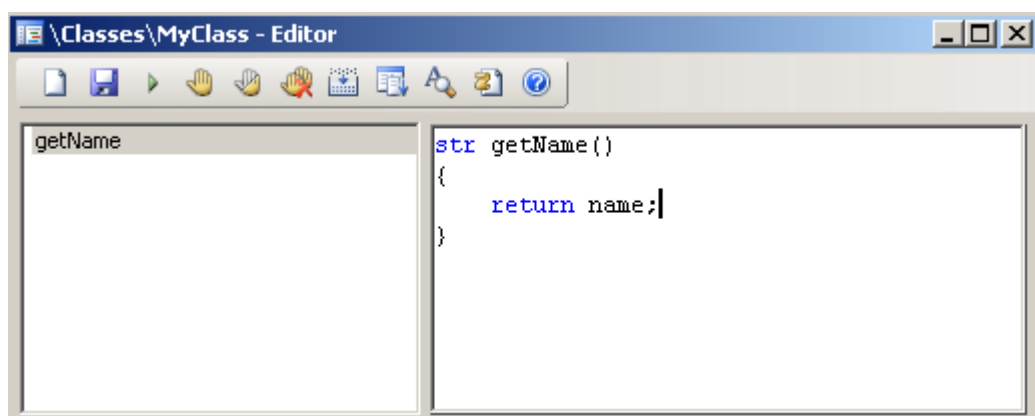 \Classes\MyClass - Editor
getName
str getName()
{
return name;
}